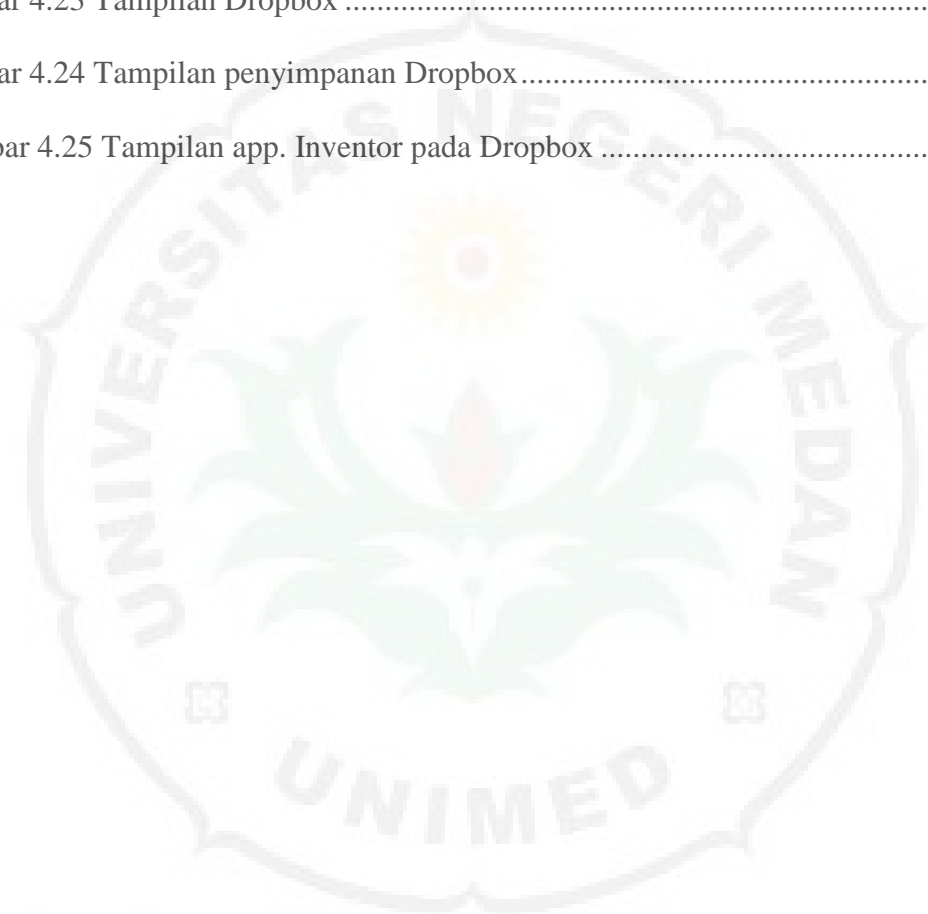 ar 4.23 Tampilan Dropbox ..........................................................................
ar 4.24 Tampilan penyimpanan Dropbox...................................................
bar 4.25 Tampilan app. Inventor pada Dropbox .........................................
UNIVERSITAS NEGERI MEDAN
UNIMED